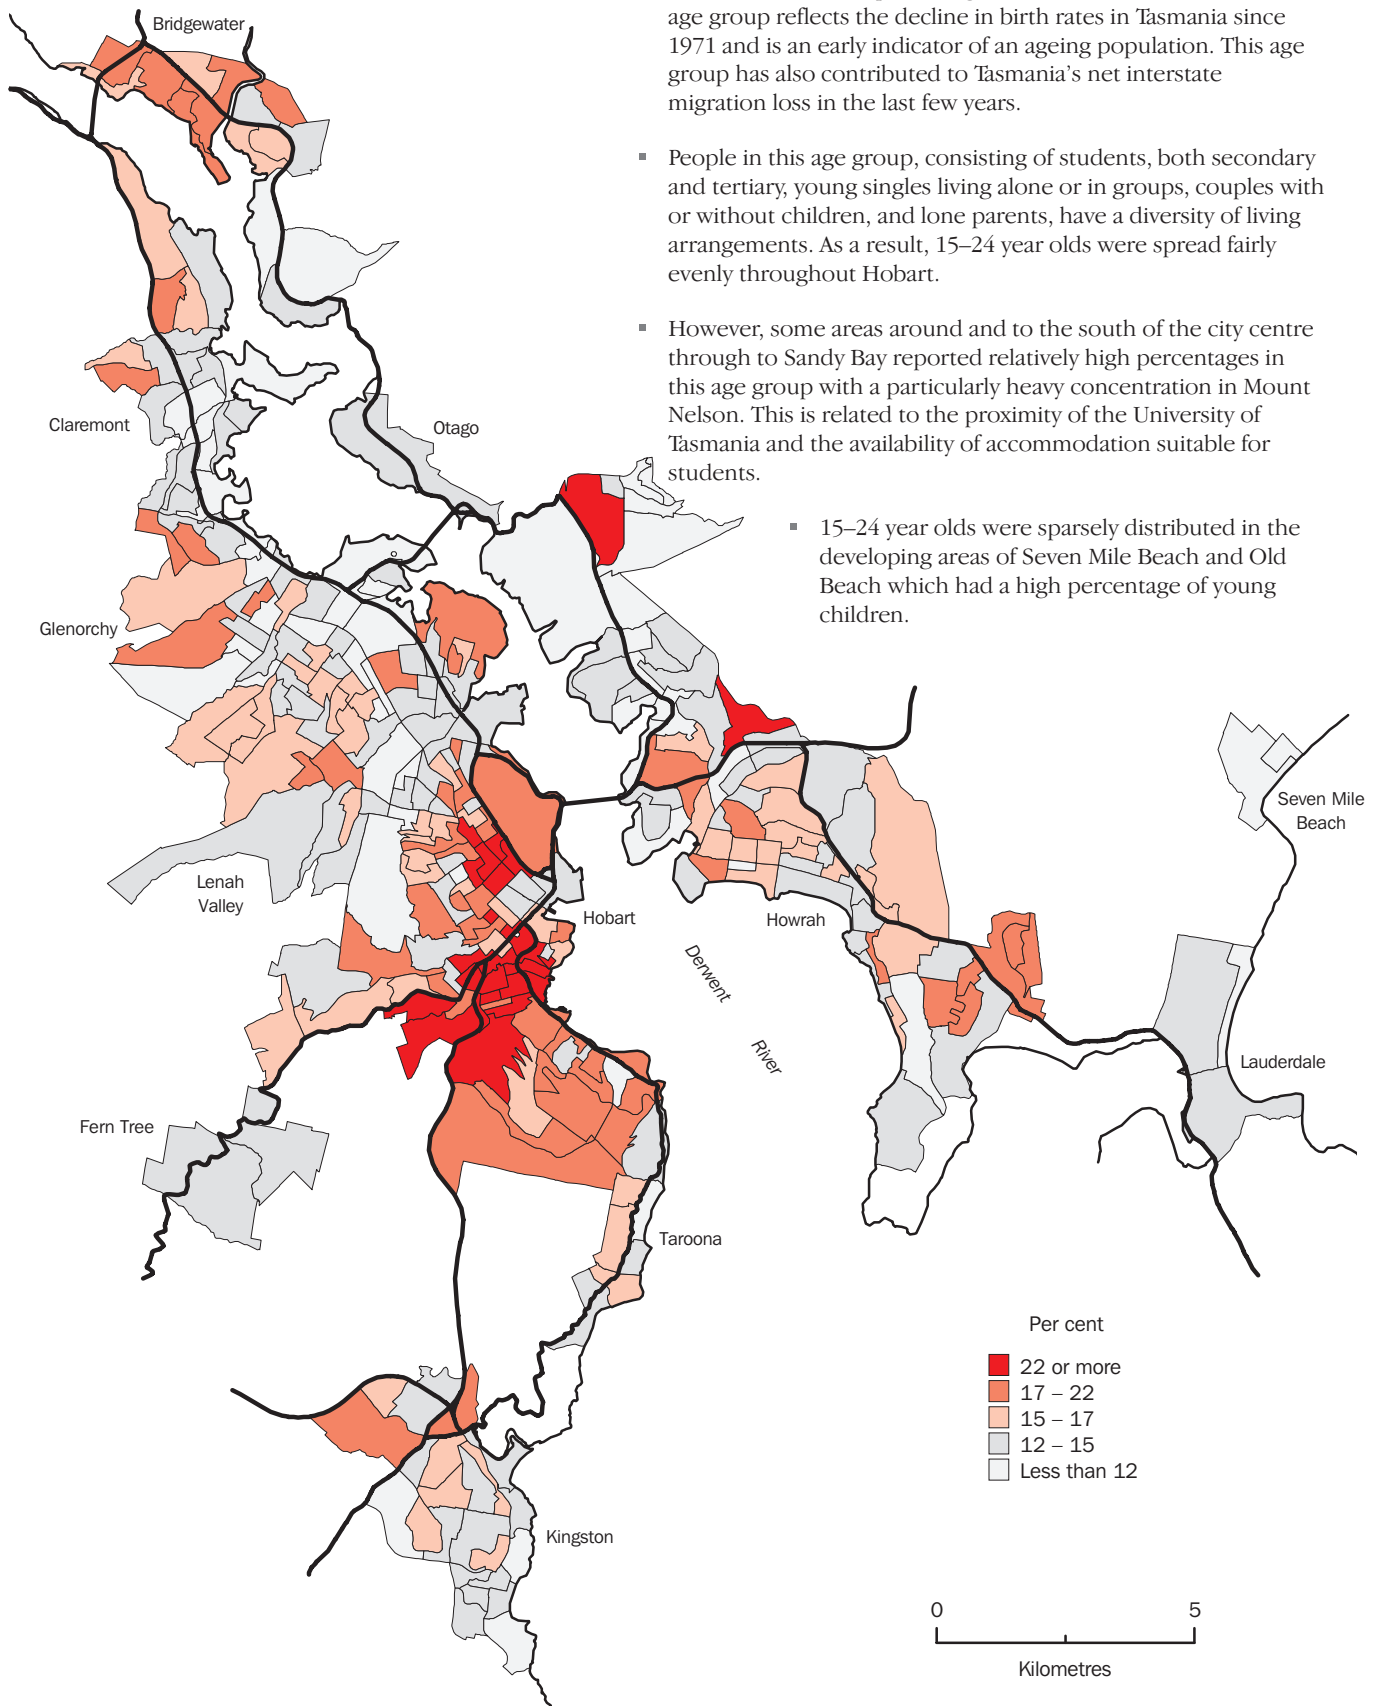 age group reflects the decline in birth rates in Tasmania since
1971 and is an early indicator of an ageing population. This age
group has also contributed to Tasmania's net interstate
migration loss in the last few years.
▪ People in this age group, consisting of students, both secondary
and tertiary, young singles living alone or in groups, couples with
or without children, and lone parents, have a diversity of living
arrangements. As a result, 15–24 year olds were spread fairly
evenly throughout Hobart.
▪ However, some areas around and to the south of the city centre
through to Sandy Bay reported relatively high percentages in
this age group with a particularly heavy concentration in Mount
Nelson. This is related to the proximity of the University of
Tasmania and the availability of accommodation suitable for
students.
▪ 15–24 year olds were sparsely distributed in the
developing areas of Seven Mile Beach and Old
Beach which had a high percentage of young
children.
Bridgewater
Claremont
Otago
Glenorchy
Seven Mile
Beach
Lenah
Valley
Hobart
Howrah
Derwent
River
Lauderdale
Fern Tree
Taroona
Kingston
Per cent
22 or more
17 – 22
15 – 17
12 – 15
Less than 12
0 5
Kilometres